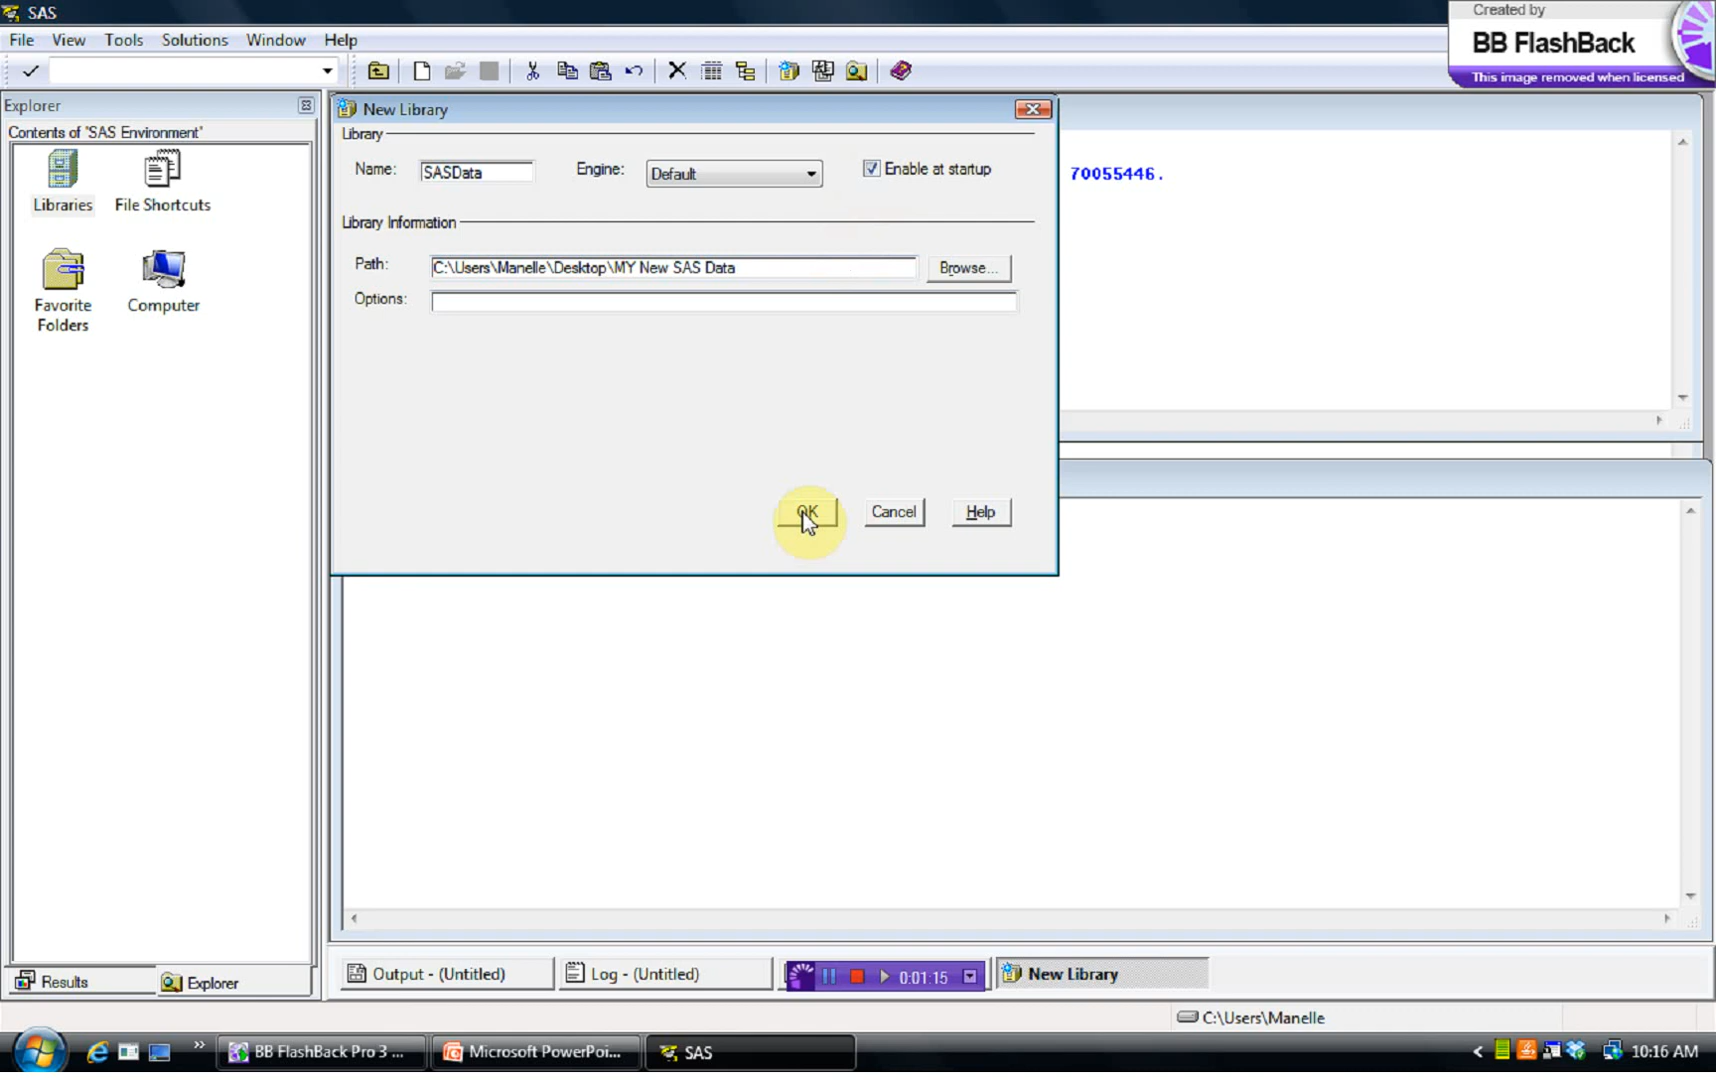 SAS
Created by
BB FlashBack
This image removed when licensed
File View Tools Solutions Window Help
Explorer
Contents of 'SAS Environment'
Libraries
File Shortcuts
Favorite
Folders
Computer
New Library
Library
Name: SASData Engine: Default Enable at startup
70055446.
Library Information
Path: C:\Users\Manelle\Desktop\MY New SAS Data Browse...
Options:
OK Cancel Help
Results Explorer
Output - (Untitled) Log - (Untitled) 0:01:15 New Library
C:\Users\Manelle
BB FlashBack Pro 3 ... Microsoft PowerPoi... SAS 10:16 AM